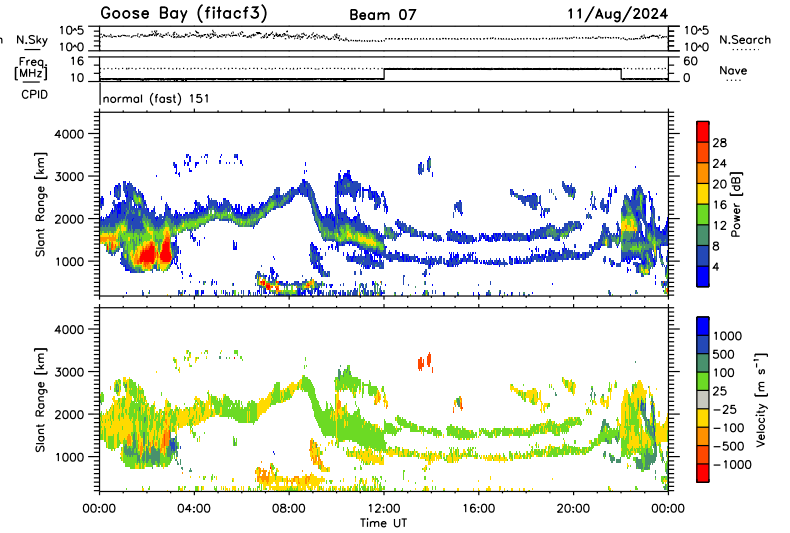 Goose Bay (fitacf3) Beam 07 11/Aug/2024
N.Sky 10^5 10^5 N.Search
10^0 10^0
Freq. 16 60 Nave
[MHz] 10 0
CPID normal (fast) 151
Slant Range [km]
4000
3000
2000
1000
28
24
20
16
12
8
4
Power [dB]
Slant Range [km]
4000
3000
2000
1000
1000
500
100
25
-25
-100
-500
-1000
Velocity [m s⁻¹]
00:00 04:00 08:00 12:00 16:00 20:00 00:00
Time UT